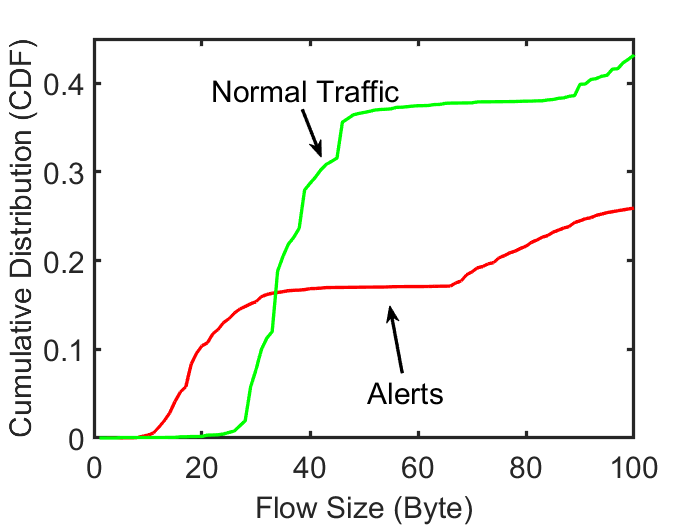 Cumulative Distribution (CDF)
0.4
0.3
0.2
0.1
0
Normal Traffic
Alerts
0 20 40 60 80 100
Flow Size (Byte)